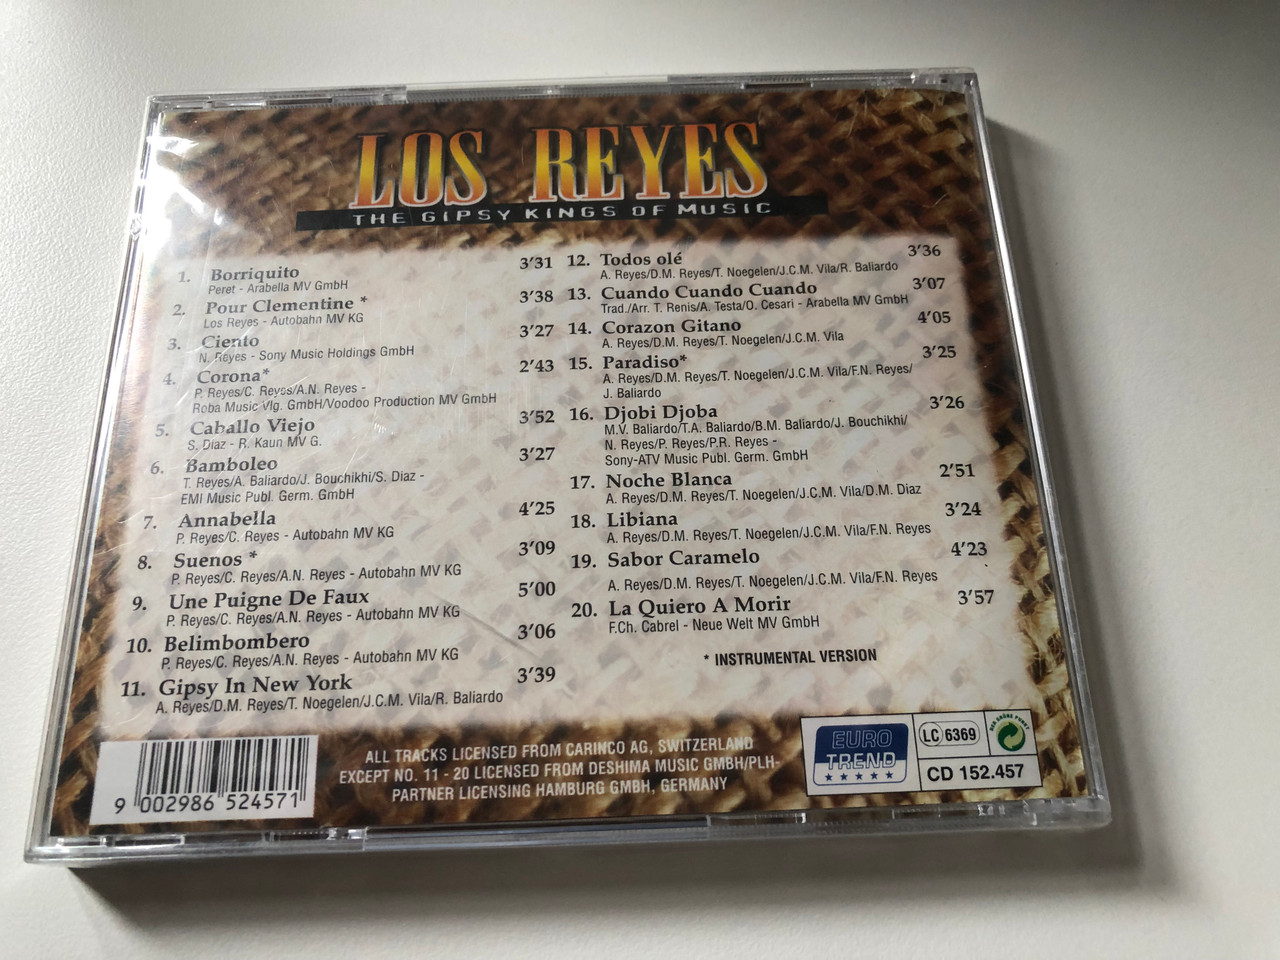 LOS REYES
THE GIPSY KINGS OF MUSIC
1. Borriquito 3'31
Peret - Arabella MV GmbH
2. Pour Clementine * 3'38
Los Reyes - Autobahn MV KG
3. Ciento 3'27
N. Reyes - Sony Music Holdings GmbH
4. Corona* 2'43
P. Reyes/C. Reyes/A.N. Reyes -
Roba Music Vlg. GmbH/Voodoo Production MV GmbH
5. Caballo Viejo 3'52
S. Diaz - R. Kaun MV G.
6. Bamboleo 3'27
T. Reyes/A. Baliardo/J. Bouchikhi/S. Diaz -
EMI Music Publ. Germ. GmbH
7. Annabella 4'25
P. Reyes/C. Reyes - Autobahn MV KG
8. Suenos * 3'09
P. Reyes/C. Reyes/A.N. Reyes - Autobahn MV KG
9. Une Puigne De Faux 5'00
P. Reyes/C. Reyes/A.N. Reyes - Autobahn MV KG
10. Belimbombero 3'06
P. Reyes/C. Reyes/A.N. Reyes - Autobahn MV KG
11. Gipsy In New York 3'39
A. Reyes/D.M. Reyes/T. Noegelen/J.C.M. Vila/R. Baliardo
12. Todos olé 3'36
A. Reyes/D.M. Reyes/T. Noegelen/J.C.M. Vila/R. Baliardo
13. Cuando Cuando Cuando 3'07
Trad./Arr. T. Renis/A. Testa/O. Cesari - Arabella MV GmbH
14. Corazon Gitano 4'05
A. Reyes/D.M. Reyes/T. Noegelen/J.C.M. Vila
15. Paradiso* 3'25
A. Reyes/D.M. Reyes/T. Noegelen/J.C.M. Vila/F.N. Reyes/
J. Baliardo
16. Djobi Djoba 3'26
M.V. Baliardo/T.A. Baliardo/B.M. Baliardo/J. Bouchikhi/
N. Reyes/P. Reyes/P.R. Reyes -
Sony-ATV Music Publ. Germ. GmbH
17. Noche Blanca 2'51
A. Reyes/D.M. Reyes/T. Noegelen/J.C.M. Vila/D.M. Diaz
18. Libiana 3'24
A. Reyes/D.M. Reyes/T. Noegelen/J.C.M. Vila/F.N. Reyes
19. Sabor Caramelo 4'23
A. Reyes/D.M. Reyes/T. Noegelen/J.C.M. Vila/F.N. Reyes
20. La Quiero A Morir 3'57
F.Ch. Cabrel - Neue Welt MV GmbH
* INSTRUMENTAL VERSION
9 002986 524571
ALL TRACKS LICENSED FROM CARINCO AG, SWITZERLAND
EXCEPT NO. 11 - 20 LICENSED FROM DESHIMA MUSIC GMBH/PLH-
PARTNER LICENSING HAMBURG GMBH, GERMANY
EURO
TREND
LC 6369
DER GRÜNE PUNKT
CD 152.457